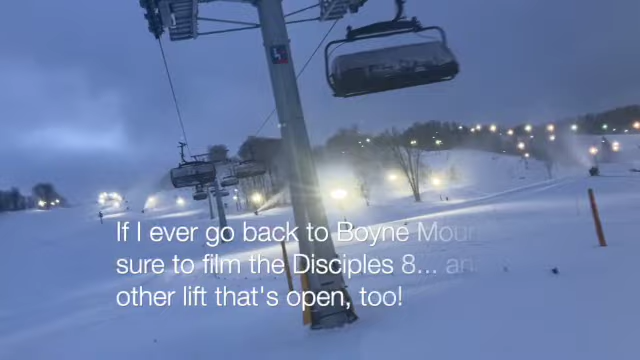 If I ever go back to Boyne
sure to film the Disciples 8...
other lift that's open, too!